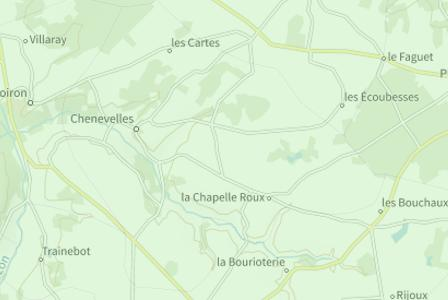 Villaray
les Cartes
le Faguet
P
oiron
les Écoubesses
Chenevelles
la Chapelle Roux
les Bouchaux
Trainebot
la Bourioterie
Rijoux